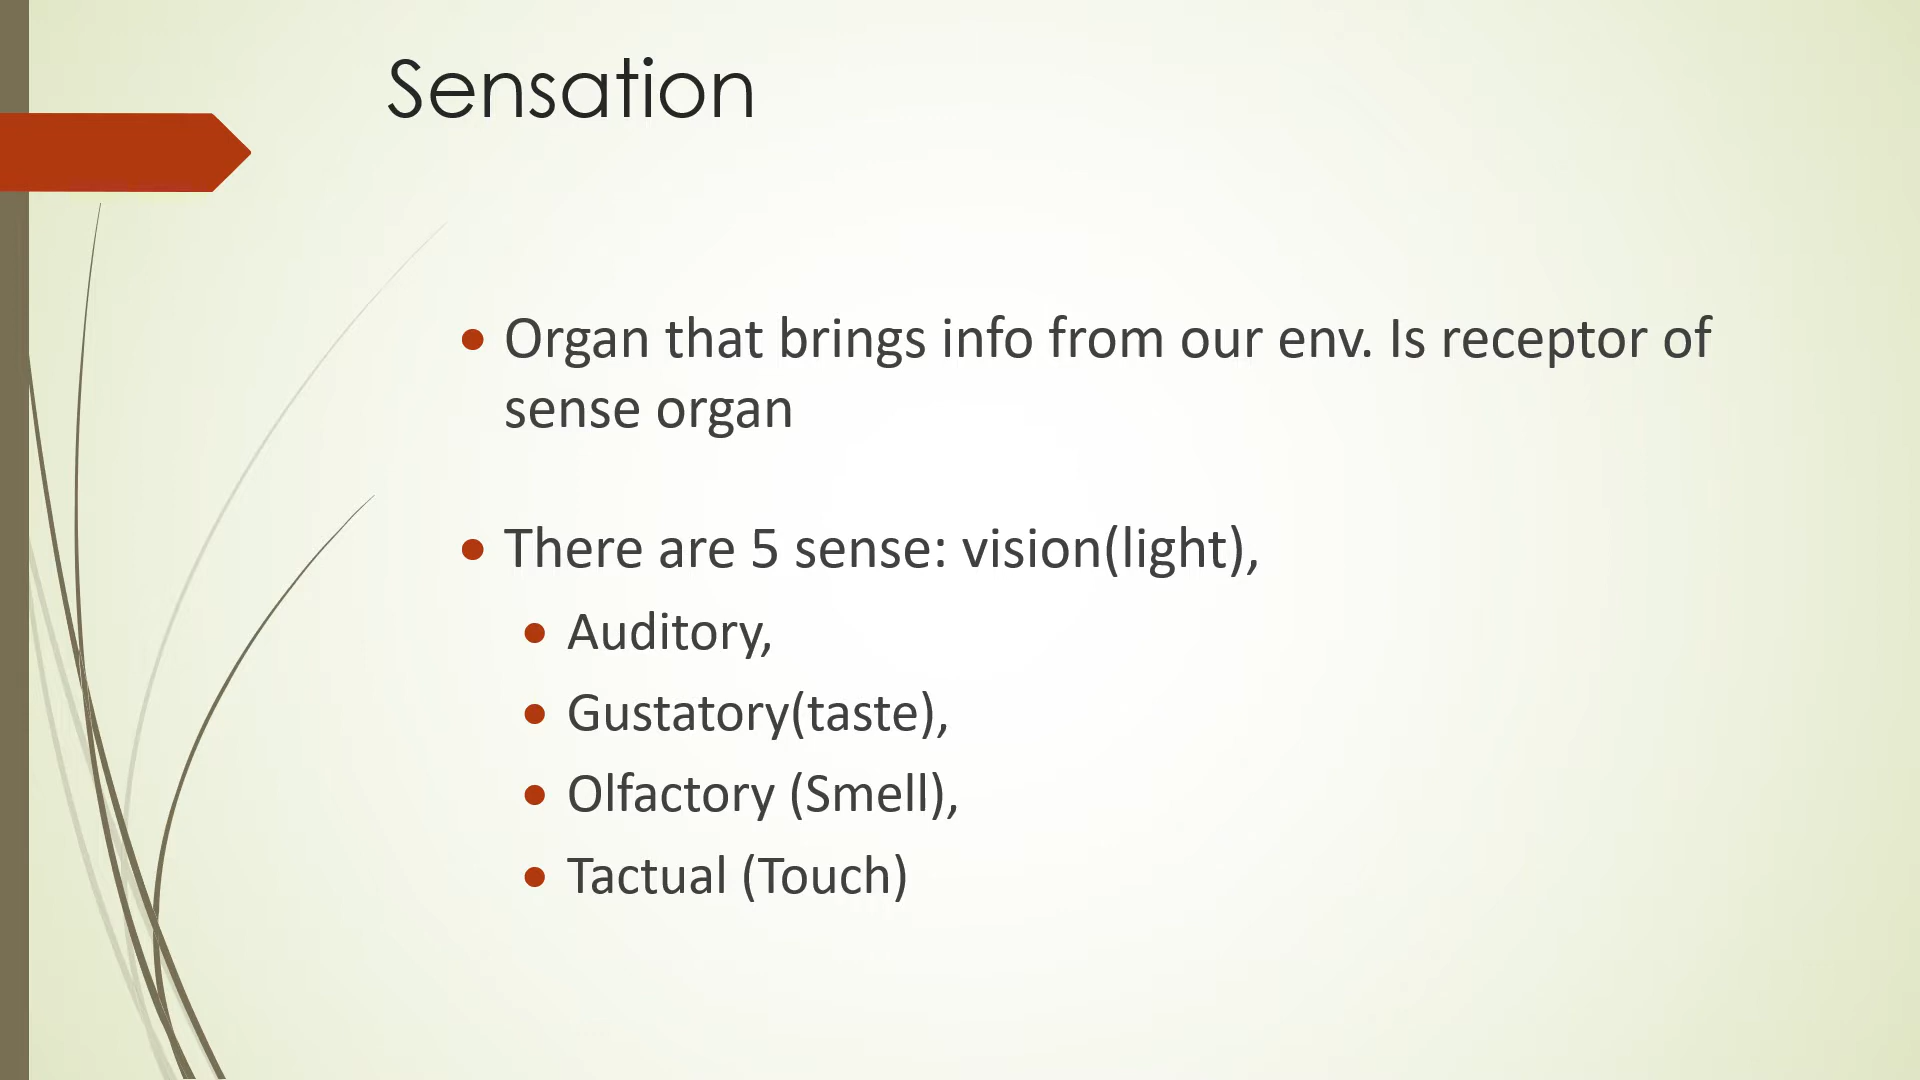 Sensation
Organ that brings info from our env. Is receptor of
sense organ
There are 5 sense: vision(light),
Auditory,
Gustatory(taste),
Olfactory (Smell),
Tactual (Touch)